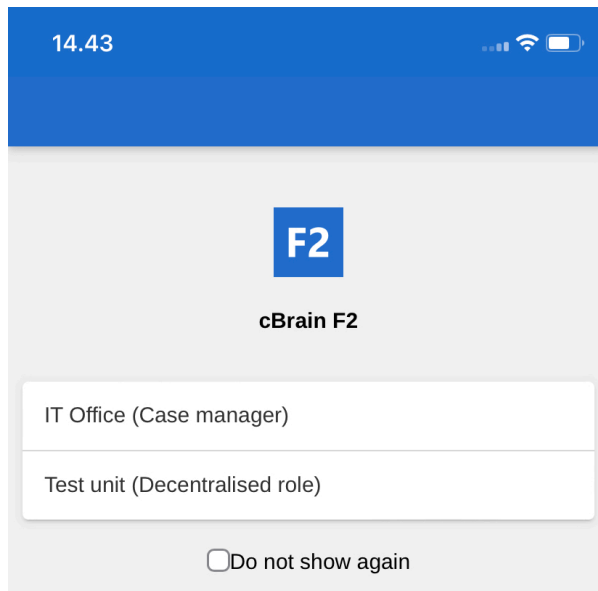 14.43
F2
cBrain F2
IT Office (Case manager)
Test unit (Decentralised role)
Do not show again